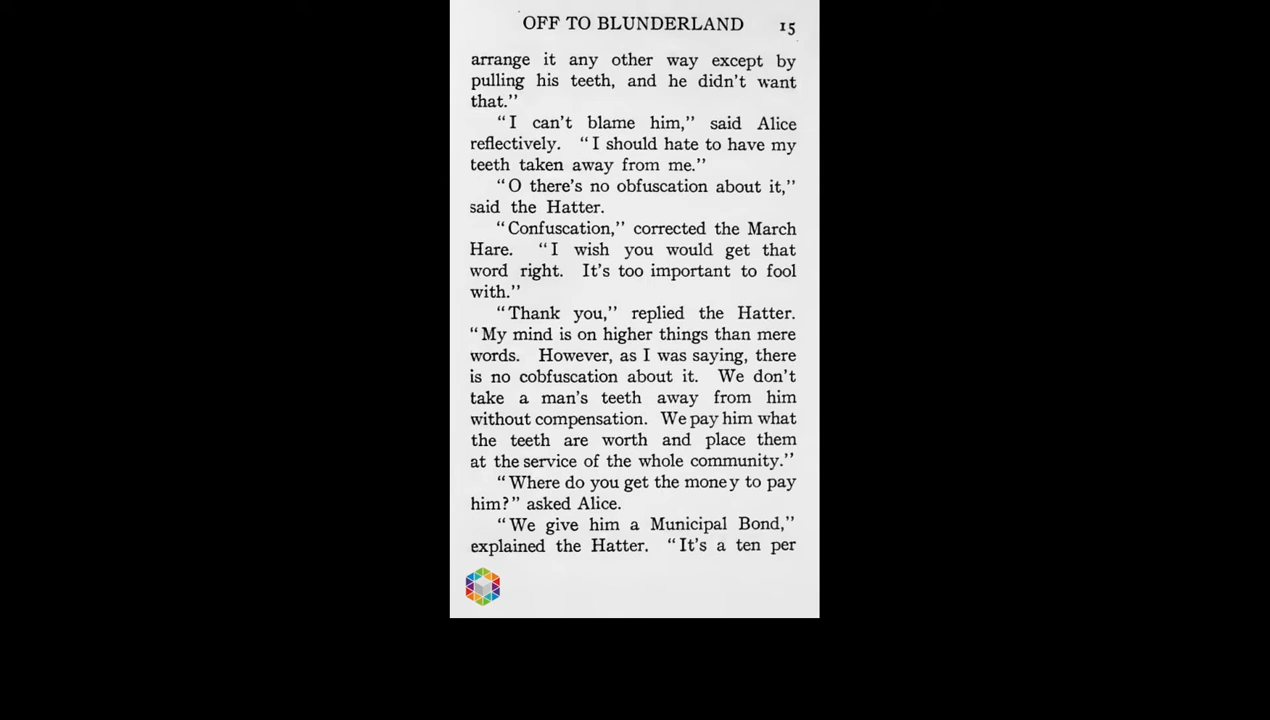 OFF TO BLUNDERLAND 15
arrange it any other way except by
pulling his teeth, and he didn't want
that."
"I can't blame him," said Alice
reflectively. "I should hate to have my
teeth taken away from me."
"O there's no obfuscation about it,"
said the Hatter.
"Confuscation," corrected the March
Hare. "I wish you would get that
word right. It's too important to fool
with."
"Thank you," replied the Hatter.
"My mind is on higher things than mere
words. However, as I was saying, there
is no cobfuscation about it. We don't
take a man's teeth away from him
without compensation. We pay him what
the teeth are worth and place them
at the service of the whole community."
"Where do you get the money to pay
him?" asked Alice.
"We give him a Municipal Bond,"
explained the Hatter. "It's a ten per